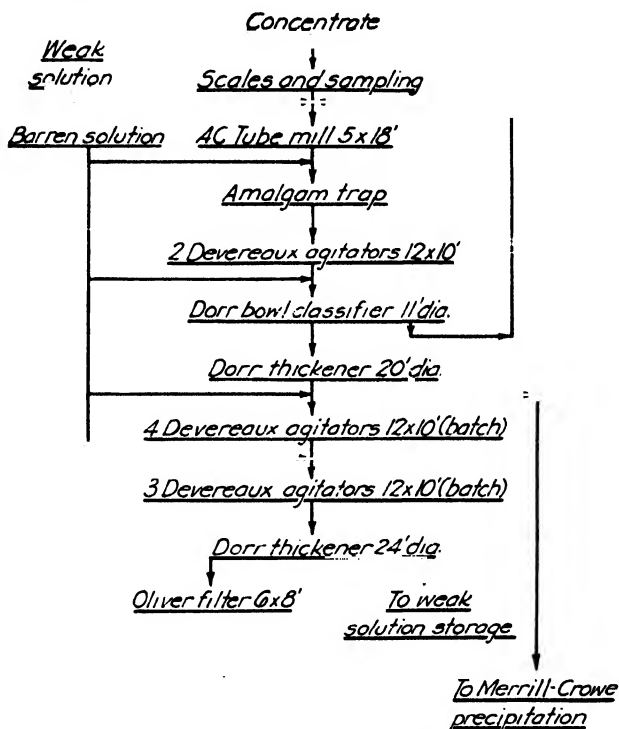 Concentrate
Weak
solution
Scales and sampling
Barren solution
AC Tube mill 5x18'
Amalgam trap
2 Devereaux agitators 12x10'
Dorr bowl classifier 11' dia.
Dorr thickener 20' dia.
4 Devereaux agitators 12x10' (batch)
3 Devereaux agitators 12x10' (batch)
Dorr thickener 24' dia.
Oliver filter 6x8'
To weak
solution storage
To Merrill-Crowe
precipitation